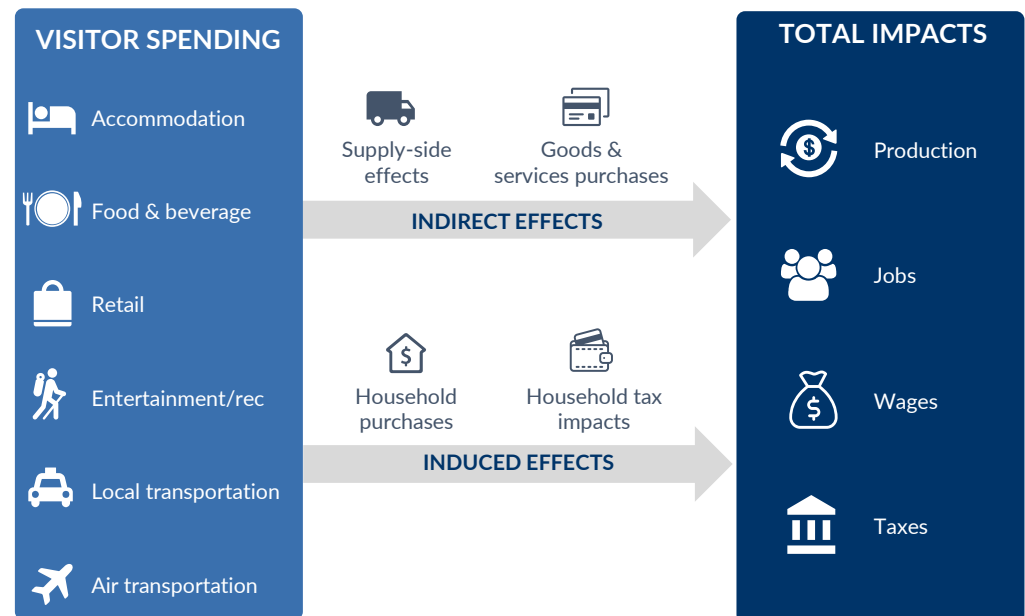 VISITOR SPENDING
Accommodation
Food & beverage
Retail
Entertainment/rec
Local transportation
Air transportation
Supply-side
effects
Goods &
services purchases
INDIRECT EFFECTS
Household
purchases
Household tax
impacts
INDUCED EFFECTS
TOTAL IMPACTS
Production
Jobs
Wages
Taxes